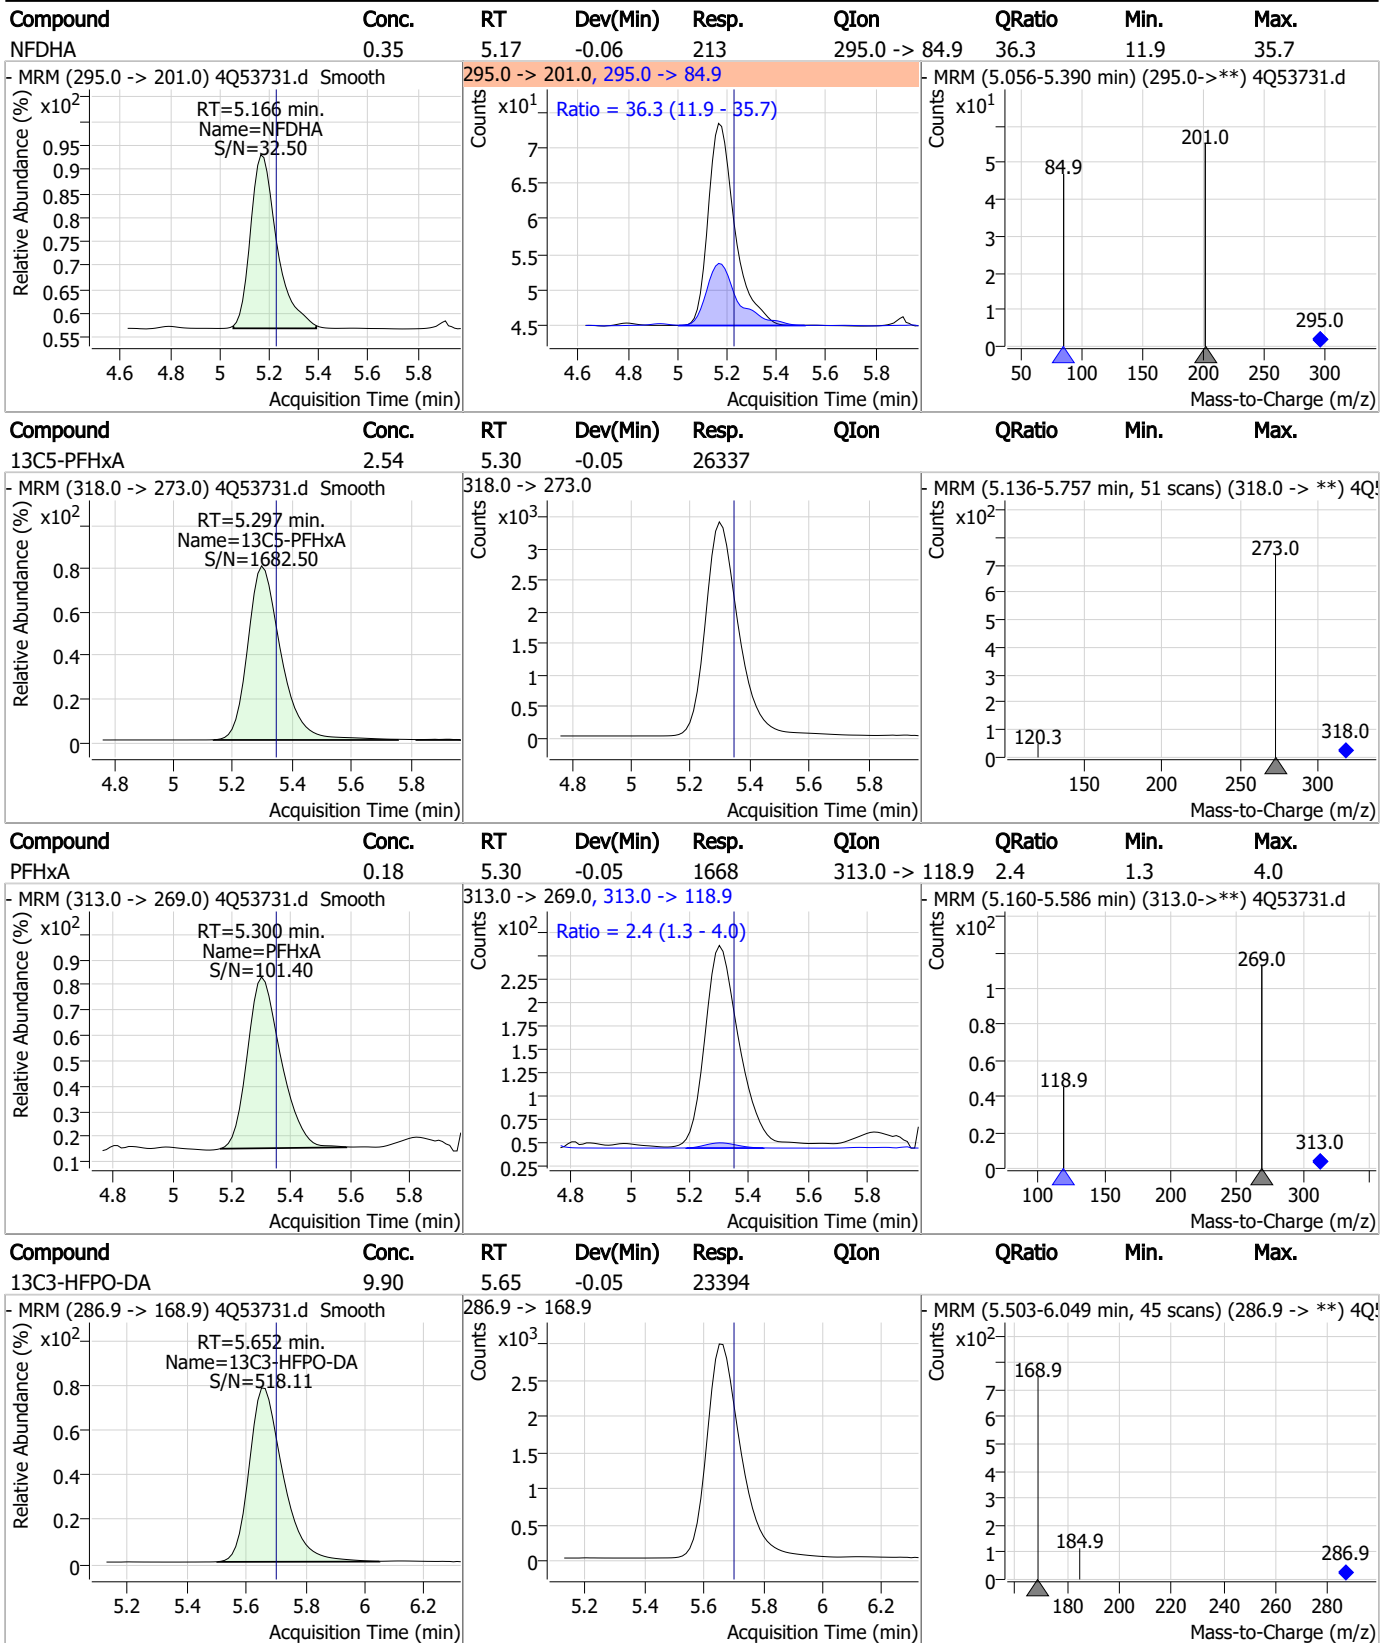 Compound Conc. RT Dev(Min) Resp. QIon QRatio Min. Max.
NFDHA 0.35 5.17 -0.06 213 295.0 -> 84.9 36.3 11.9 35.7
- MRM (295.0 -> 201.0) 4Q53731.d Smooth
x10²
RT=5.166 min.
Name=NFDHA
S/N=32.50
Relative Abundance (%)
0.95
0.9
0.85
0.8
0.75
0.7
0.65
0.6
0.55
4.6 4.8 5 5.2 5.4 5.6 5.8
Acquisition Time (min)
295.0 -> 201.0, 295.0 -> 84.9
x10¹
Ratio = 36.3 (11.9 - 35.7)
Counts
7
6.5
6
5.5
5
4.5
4.6 4.8 5 5.2 5.4 5.6 5.8
Acquisition Time (min)
- MRM (5.056-5.390 min) (295.0->**) 4Q53731.d
x10¹
Counts
201.0
84.9
295.0
5
4
3
2
1
0
50 100 150 200 250 300
Mass-to-Charge (m/z)
Compound Conc. RT Dev(Min) Resp. QIon QRatio Min. Max.
13C5-PFHxA 2.54 5.30 -0.05 26337
- MRM (318.0 -> 273.0) 4Q53731.d Smooth
x10²
RT=5.297 min.
Name=13C5-PFHxA
S/N=1682.50
Relative Abundance (%)
0.8
0.6
0.4
0.2
0
4.8 5 5.2 5.4 5.6 5.8
Acquisition Time (min)
318.0 -> 273.0
x10³
Counts
3
2.5
2
1.5
1
0.5
0
4.8 5 5.2 5.4 5.6 5.8
Acquisition Time (min)
- MRM (5.136-5.757 min, 51 scans) (318.0 -> **) 4Q5
x10²
Counts
273.0
120.3
318.0
7
6
5
4
3
2
1
0
150 200 250 300
Mass-to-Charge (m/z)
Compound Conc. RT Dev(Min) Resp. QIon QRatio Min. Max.
PFHxA 0.18 5.30 -0.05 1668 313.0 -> 118.9 2.4 1.3 4.0
- MRM (313.0 -> 269.0) 4Q53731.d Smooth
x10²
RT=5.300 min.
Name=PFHxA
S/N=101.40
Relative Abundance (%)
0.9
0.8
0.7
0.6
0.5
0.4
0.3
0.2
0.1
4.8 5 5.2 5.4 5.6 5.8
Acquisition Time (min)
313.0 -> 269.0, 313.0 -> 118.9
x10²
Ratio = 2.4 (1.3 - 4.0)
Counts
2.25
2
1.75
1.5
1.25
1
0.75
0.5
0.25
4.8 5 5.2 5.4 5.6 5.8
Acquisition Time (min)
- MRM (5.160-5.586 min) (313.0->**) 4Q53731.d
x10²
Counts
269.0
118.9
313.0
1
0.8
0.6
0.4
0.2
0
100 150 200 250 300
Mass-to-Charge (m/z)
Compound Conc. RT Dev(Min) Resp. QIon QRatio Min. Max.
13C3-HFPO-DA 9.90 5.65 -0.05 23394
- MRM (286.9 -> 168.9) 4Q53731.d Smooth
x10²
RT=5.652 min.
Name=13C3-HFPO-DA
S/N=518.11
Relative Abundance (%)
0.8
0.6
0.4
0.2
0
5.2 5.4 5.6 5.8 6 6.2
Acquisition Time (min)
286.9 -> 168.9
x10³
Counts
2.5
2
1.5
1
0.5
0
5.2 5.4 5.6 5.8 6 6.2
Acquisition Time (min)
- MRM (5.503-6.049 min, 45 scans) (286.9 -> **) 4Q5
x10²
Counts
168.9
184.9
286.9
7
6
5
4
3
2
1
0
180 200 220 240 260 280
Mass-to-Charge (m/z)